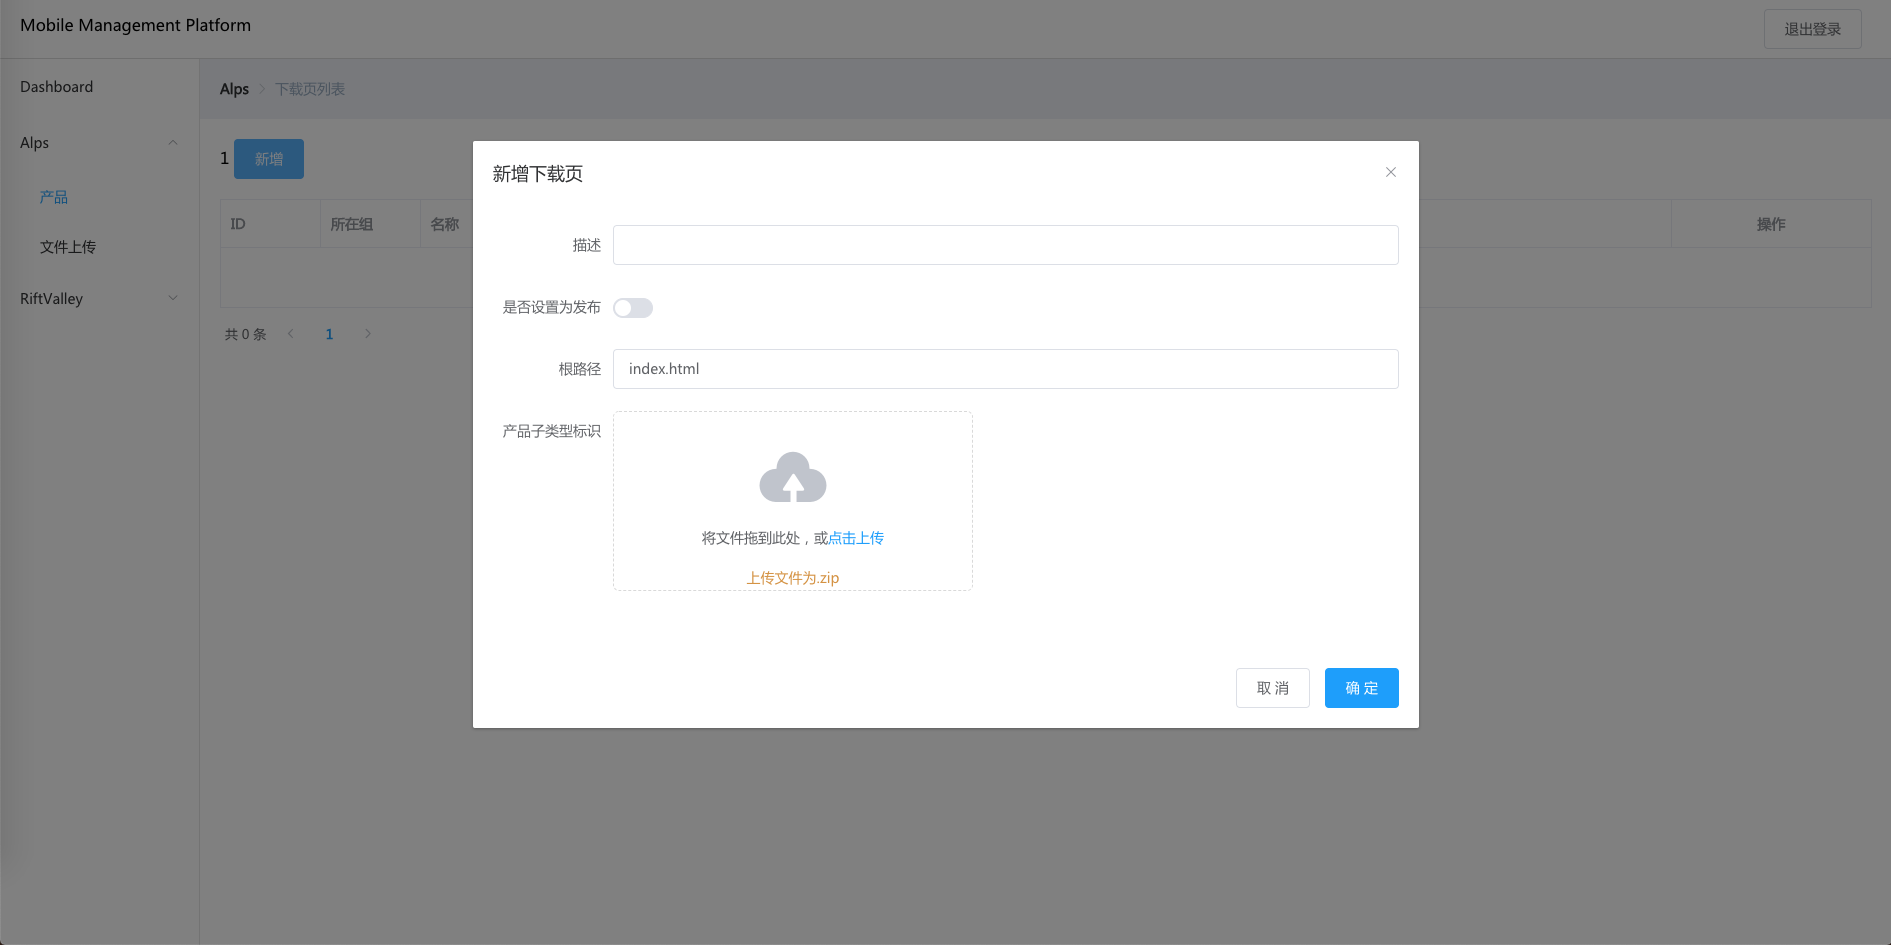 Mobile Management Platform
退出登录
Dashboard
Alps
产品
文件上传
RiftValley
Alps 下载页列表
1 新增
ID 所在组 名称 操作
共 0 条 1
新增下载页
描述
是否设置为发布
根路径 index.html
产品子类型标识
将文件拖到此处，或点击上传
上传文件为.zip
取 消 确 定